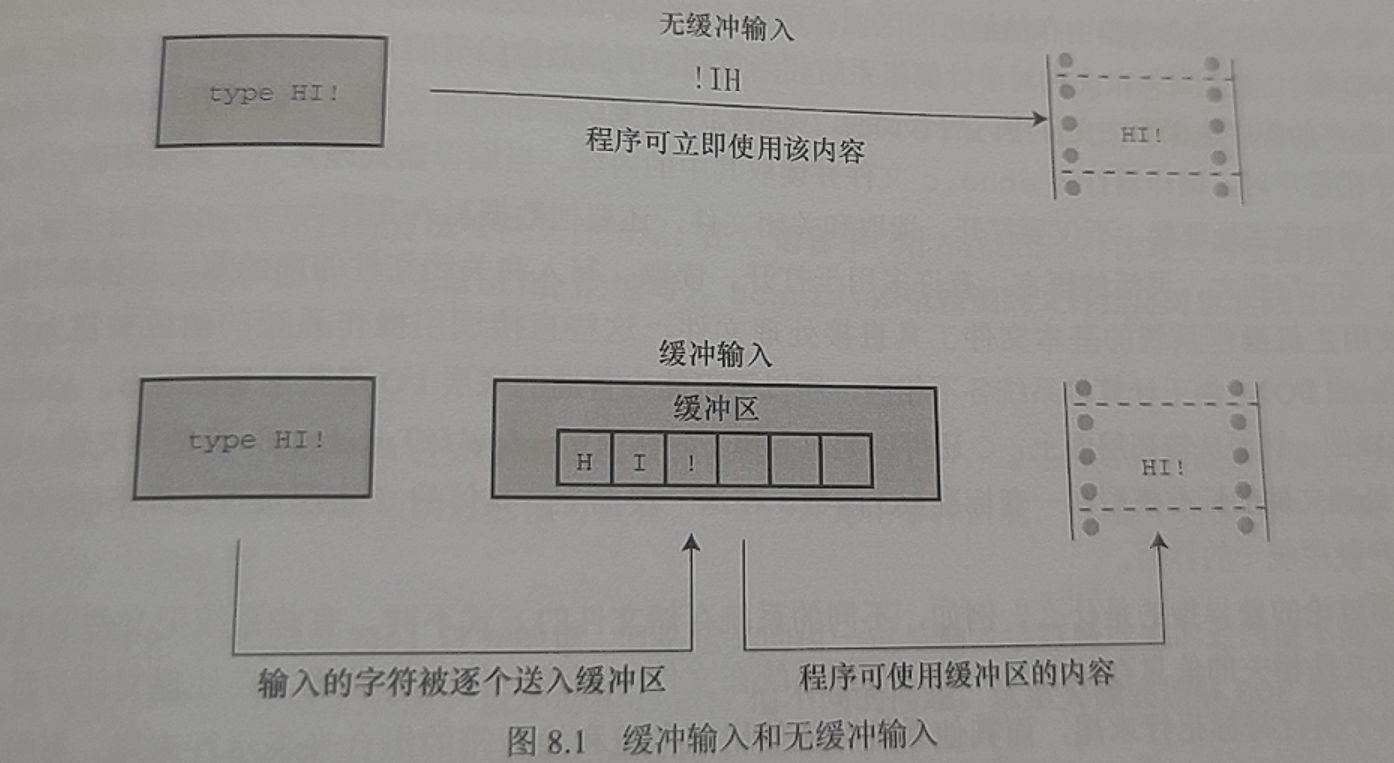 无缓冲输入
type HI!
!IH
程序可立即使用该内容
HI!
缓冲输入
缓冲区
type HI!
H I !
HI!
输入的字符被逐个送入缓冲区
程序可使用缓冲区的内容
图 8.1 缓冲输入和无缓冲输入